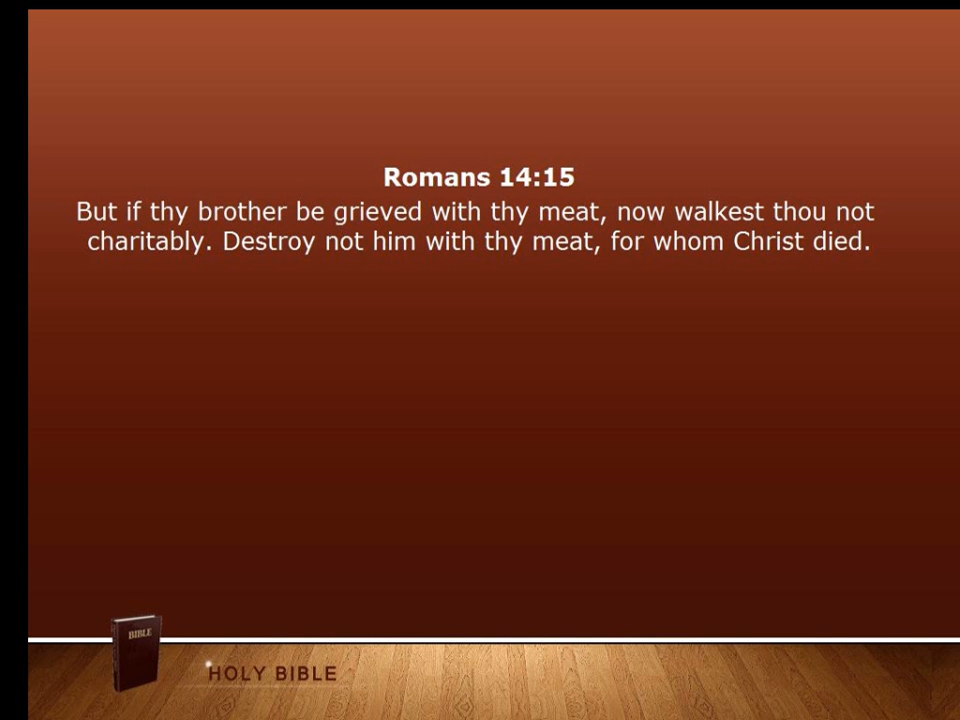 Romans 14:15
But if thy brother be grieved with thy meat, now walkest thou not
charitably. Destroy not him with thy meat, for whom Christ died.
BIBLE
HOLY BIBLE